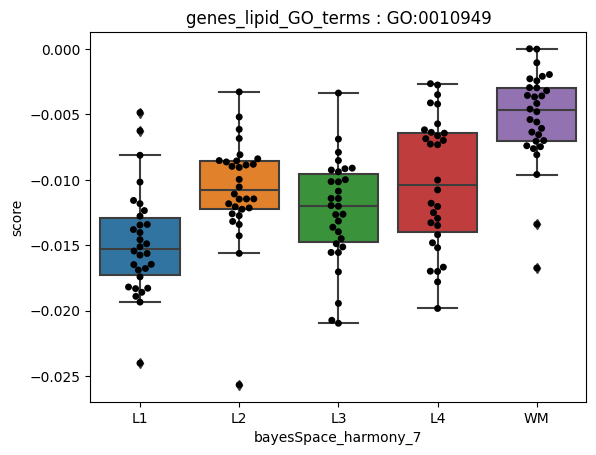 genes_lipid_GO_terms : GO:0010949
0.000
−0.005
−0.010
−0.015
−0.020
−0.025
score
L1 L2 L3 L4 WM
bayesSpace_harmony_7